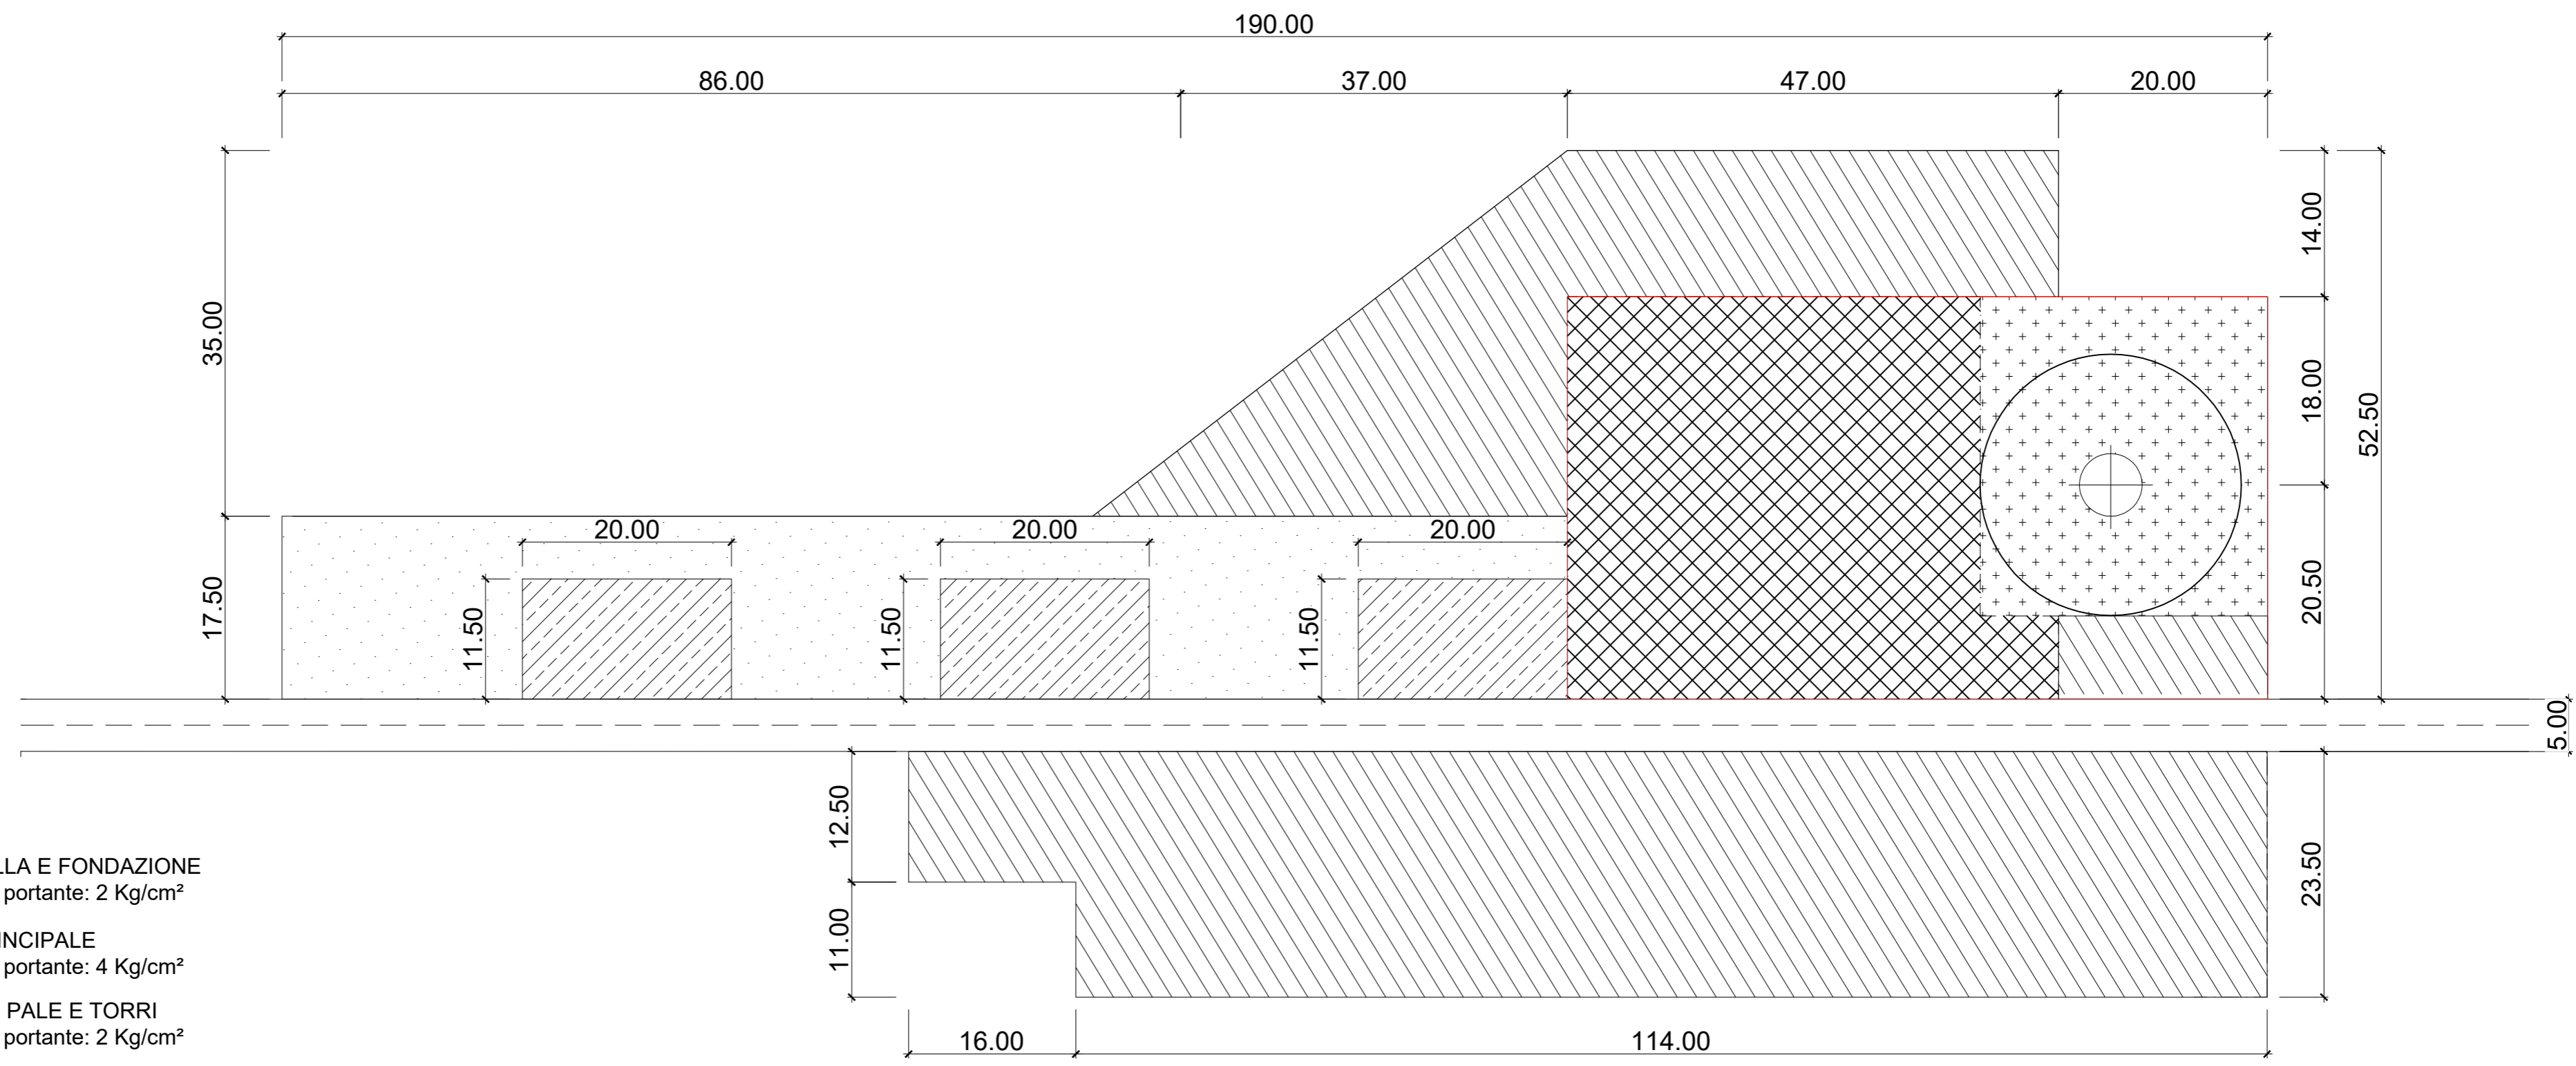 190.00
86.00 37.00 47.00 20.00
35.00
17.50
14.00
18.00
20.50
52.50
20.00 20.00 20.00
11.50 11.50 11.50
5.00
12.50
11.00
23.50
16.00 114.00
LLA E FONDAZIONE
portante: 2 Kg/cm²
INCIPALE
portante: 4 Kg/cm²
PALE E TORRI
portante: 2 Kg/cm²